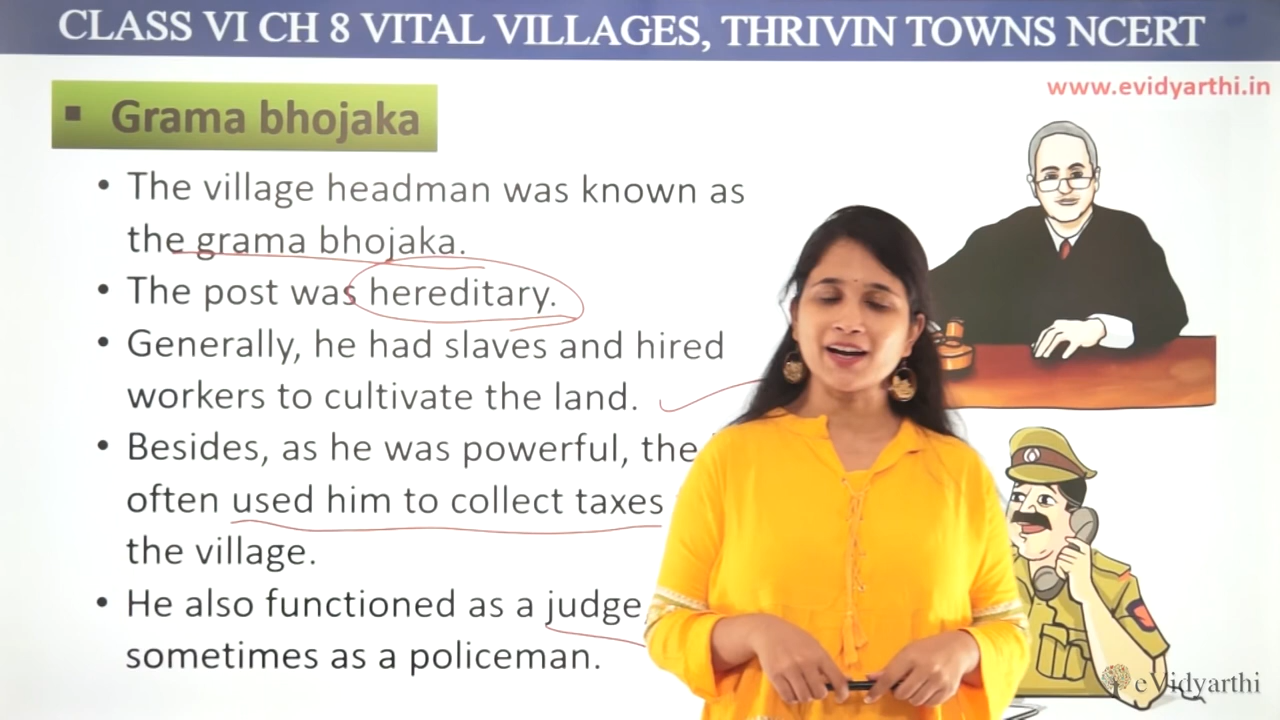 CLASS VI CH 8 VITAL VILLAGES, THRIVIN TOWNS NCERT
www.evidyarthi.in
▪ Grama bhojaka
• The village headman was known as
the grama bhojaka.
• The post was hereditary.
• Generally, he had slaves and hired
workers to cultivate the land.
• Besides, as he was powerful, the
often used him to collect taxes
the village.
• He also functioned as a judge
sometimes as a policeman.
eVidyarthi